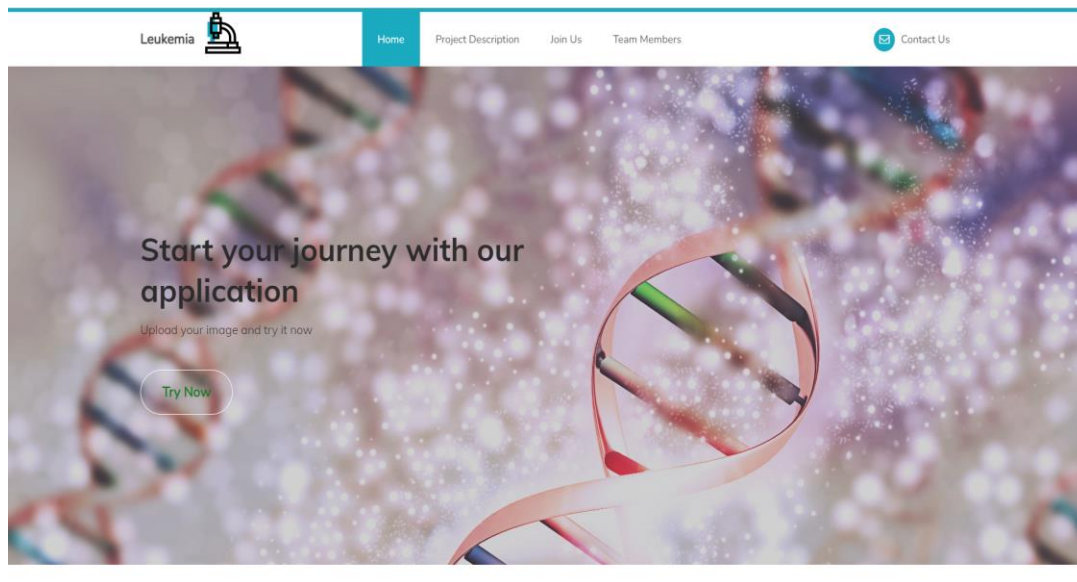 Leukemia
Home
Project Description
Join Us
Team Members
Contact Us
Start your journey with our
application
Upload your image and try it now
Try Now